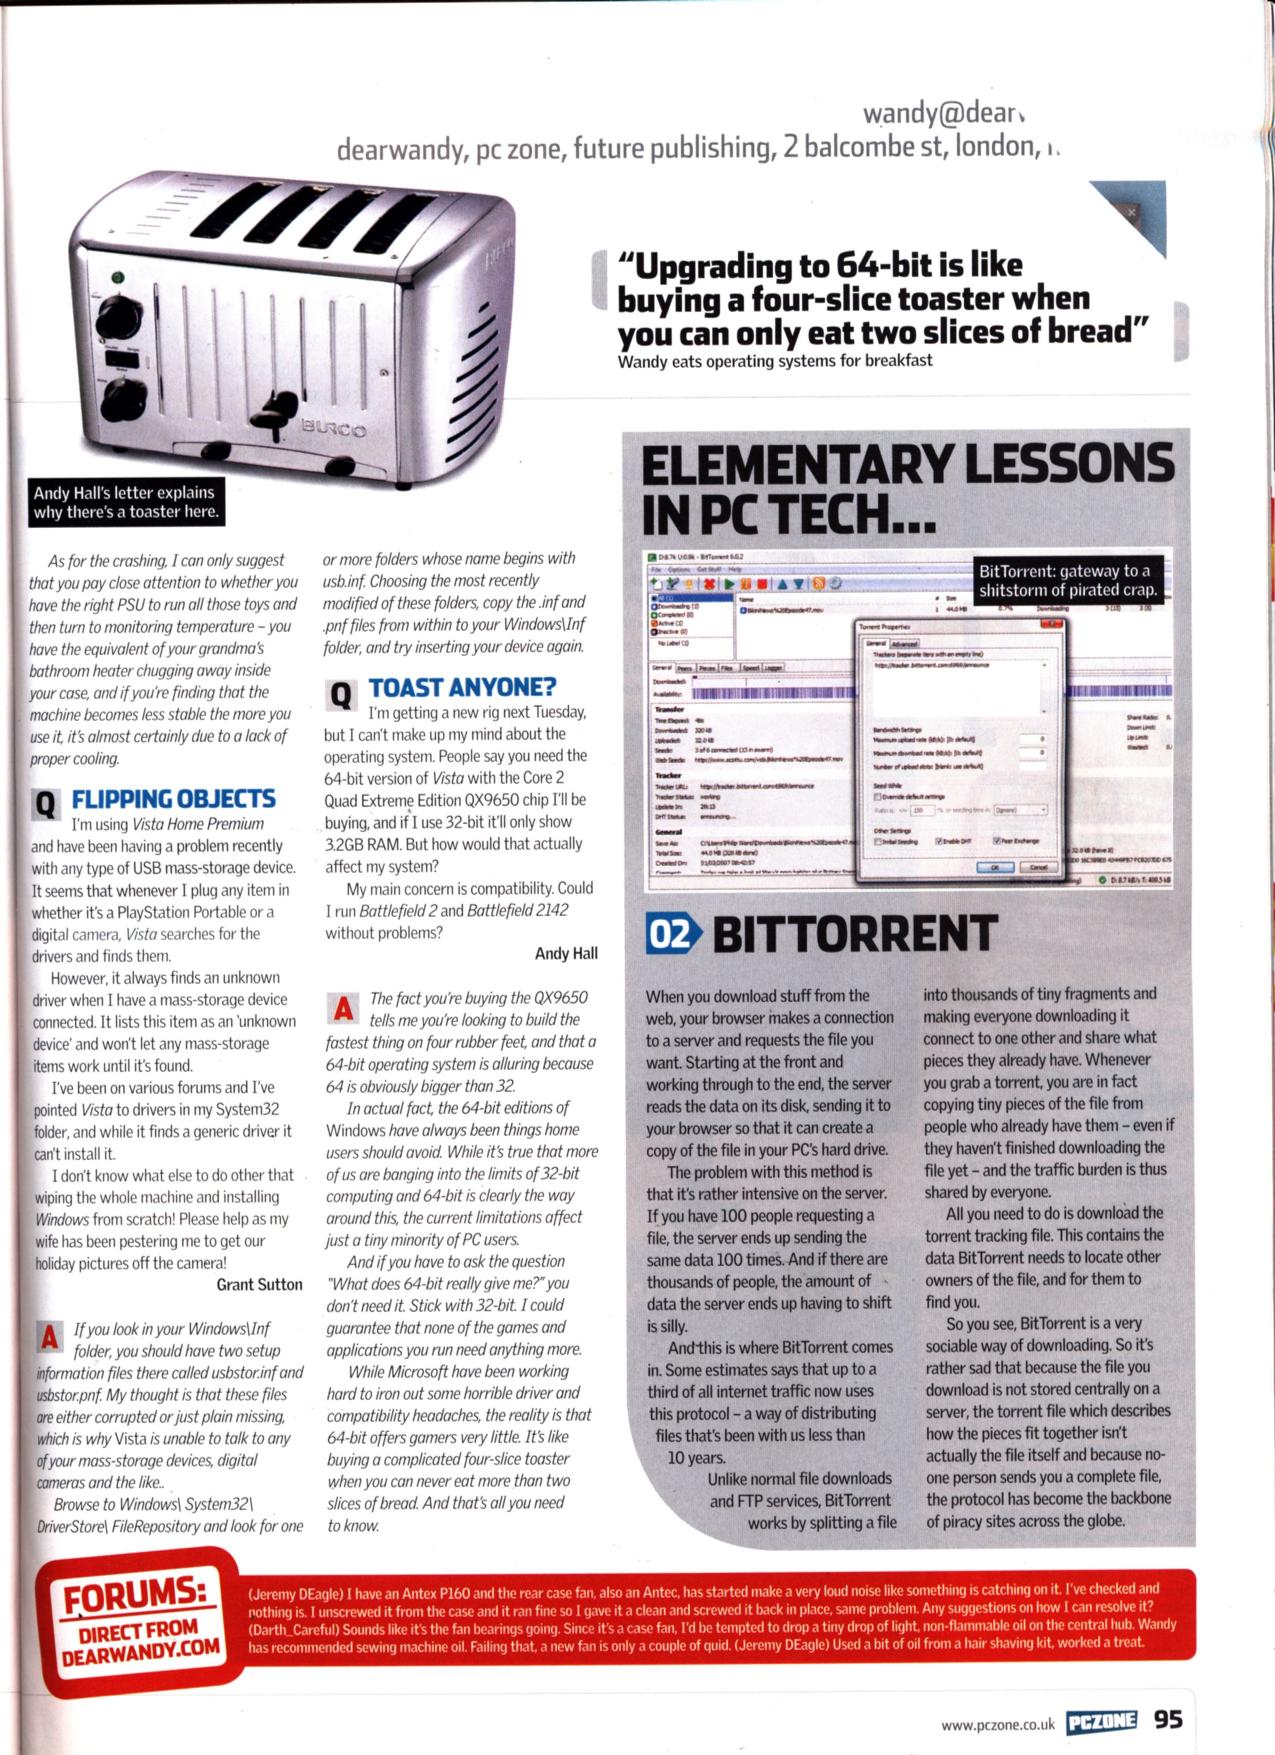 wandy@dear
dearwandy, pc zone, future publishing, 2 balcombe st, london,
BURCO
"Upgrading to 64-bit is like
buying a four-slice toaster when
you can only eat two slices of bread"
Wandy eats operating systems for breakfast
Andy Hall's letter explains
why there's a toaster here.
As for the crashing, I can only suggest
that you pay close attention to whether you
have the right PSU to run all those toys and
then turn to monitoring temperature – you
have the equivalent of your grandma's
bathroom heater chugging away inside
your case, and if you're finding that the
machine becomes less stable the more you
use it, it's almost certainly due to a lack of
proper cooling.
Q FLIPPING OBJECTS
I'm using Vista Home Premium
and have been having a problem recently
with any type of USB mass-storage device.
It seems that whenever I plug any item in
whether it's a PlayStation Portable or a
digital camera, Vista searches for the
drivers and finds them.
However, it always finds an unknown
driver when I have a mass-storage device
connected. It lists this item as an 'unknown
device' and won't let any mass-storage
items work until it's found.
I've been on various forums and I've
pointed Vista to drivers in my System32
folder, and while it finds a generic driver it
can't install it.
I don't know what else to do other that
wiping the whole machine and installing
Windows from scratch! Please help as my
wife has been pestering me to get our
holiday pictures off the camera!
Grant Sutton
A If you look in your Windows\Inf
folder, you should have two setup
information files there called usbstor.inf and
usbstor.pnf. My thought is that these files
are either corrupted or just plain missing,
which is why Vista is unable to talk to any
of your mass-storage devices, digital
cameras and the like..
Browse to Windows\ System32\
DriverStore\ FileRepository and look for one
or more folders whose name begins with
usb.inf. Choosing the most recently
modified of these folders, copy the .inf and
.pnf files from within to your Windows\Inf
folder, and try inserting your device again.
Q TOAST ANYONE?
I'm getting a new rig next Tuesday,
but I can't make up my mind about the
operating system. People say you need the
64-bit version of Vista with the Core 2
Quad Extreme Edition QX9650 chip I'll be
buying, and if I use 32-bit it'll only show
3.2GB RAM. But how would that actually
affect my system?
My main concern is compatibility. Could
I run Battlefield 2 and Battlefield 2142
without problems?
Andy Hall
A The fact you're buying the QX9650
tells me you're looking to build the
fastest thing on four rubber feet, and that a
64-bit operating system is alluring because
64 is obviously bigger than 32.
In actual fact, the 64-bit editions of
Windows have always been things home
users should avoid. While it's true that more
of us are banging into the limits of 32-bit
computing and 64-bit is clearly the way
around this, the current limitations affect
just a tiny minority of PC users.
And if you have to ask the question
"What does 64-bit really give me?" you
don't need it. Stick with 32-bit. I could
guarantee that none of the games and
applications you run need anything more.
While Microsoft have been working
hard to iron out some horrible driver and
compatibility headaches, the reality is that
64-bit offers gamers very little. It's like
buying a complicated four-slice toaster
when you can never eat more than two
slices of bread. And that's all you need
to know.
ELEMENTARY LESSONS
IN PC TECH...
BitTorrent: gateway to a
shitstorm of pirated crap.
Torrent Properties
General Advanced
Trackers (separate tiers with an empty line)
Bandwidth Settings
Seed While
Override default settings
Other Settings
Initial Seeding Enable DHT Peer Exchange
OK Cancel
Transfer
Tracker
General
02 BITTORRENT
When you download stuff from the
web, your browser makes a connection
to a server and requests the file you
want. Starting at the front and
working through to the end, the server
reads the data on its disk, sending it to
your browser so that it can create a
copy of the file in your PC's hard drive.
The problem with this method is
that it's rather intensive on the server.
If you have 100 people requesting a
file, the server ends up sending the
same data 100 times. And if there are
thousands of people, the amount of
data the server ends up having to shift
is silly.
And this is where BitTorrent comes
in. Some estimates says that up to a
third of all internet traffic now uses
this protocol – a way of distributing
files that's been with us less than
10 years.
Unlike normal file downloads
and FTP services, BitTorrent
works by splitting a file
into thousands of tiny fragments and
making everyone downloading it
connect to one other and share what
pieces they already have. Whenever
you grab a torrent, you are in fact
copying tiny pieces of the file from
people who already have them – even if
they haven't finished downloading the
file yet – and the traffic burden is thus
shared by everyone.
All you need to do is download the
torrent tracking file. This contains the
data BitTorrent needs to locate other
owners of the file, and for them to
find you.
So you see, BitTorrent is a very
sociable way of downloading. So it's
rather sad that because the file you
download is not stored centrally on a
server, the torrent file which describes
how the pieces fit together isn't
actually the file itself and because no-
one person sends you a complete file,
the protocol has become the backbone
of piracy sites across the globe.
FORUMS:
DIRECT FROM
DEARWANDY.COM
(Jeremy DEagle) I have an Antex P160 and the rear case fan, also an Antec, has started make a very loud noise like something is catching on it. I've checked and
nothing is. I unscrewed it from the case and it ran fine so I gave it a clean and screwed it back in place, same problem. Any suggestions on how I can resolve it?
(Darth_Careful) Sounds like it's the fan bearings going. Since it's a case fan, I'd be tempted to drop a tiny drop of light, non-flammable oil on the central hub. Wandy
has recommended sewing machine oil. Failing that, a new fan is only a couple of quid. (Jeremy DEagle) Used a bit of oil from a hair shaving kit, worked a treat.
www.pczone.co.uk PCZONE 95